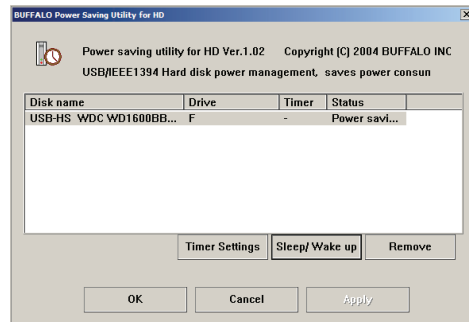 BUFFALO Power Saving Utility for HD
Power saving utility for HD Ver.1.02 Copyright (C) 2004 BUFFALO INC
USB/IEEE1394 Hard disk power management, saves power consun
Disk name Drive Timer Status
USB-HS WDC WD1600BB... F - Power savi...
Timer Settings Sleep/ Wake up Remove
OK Cancel Apply